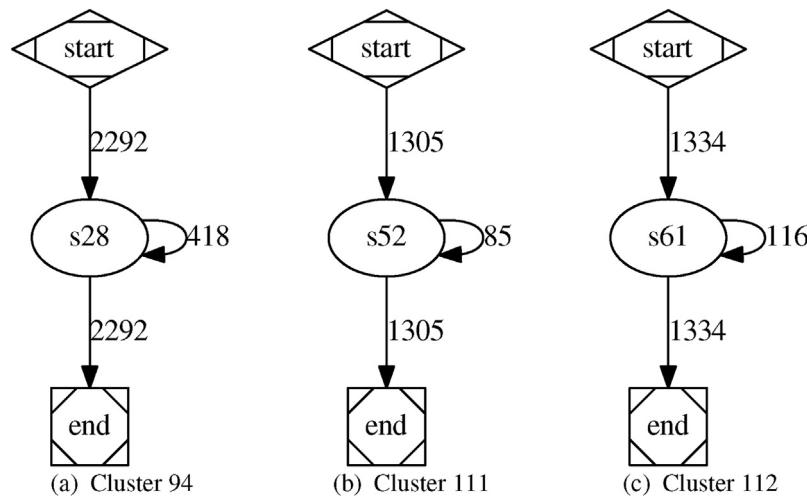 start start start
2292 1305 1334
s28 418 s52 85 s61 116
2292 1305 1334
end end end
(a) Cluster 94 (b) Cluster 111 (c) Cluster 112